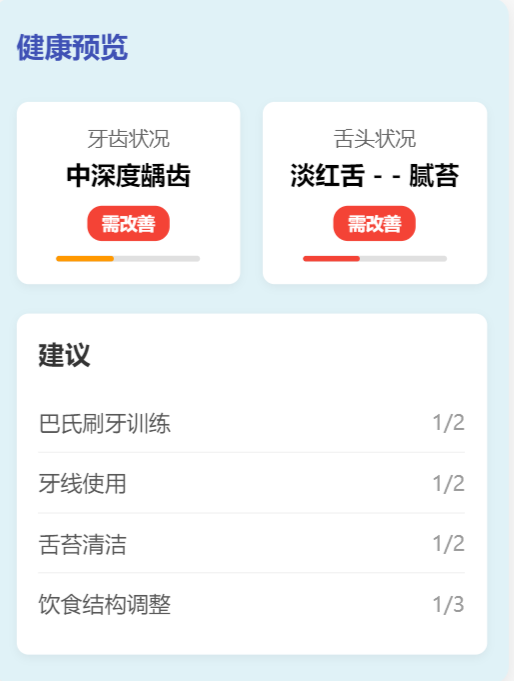 健康预览
牙齿状况
中深度龋齿
需改善
舌头状况
淡红舌 - - 腻苔
需改善
建议
巴氏刷牙训练 1/2
牙线使用 1/2
舌苔清洁 1/2
饮食结构调整 1/3